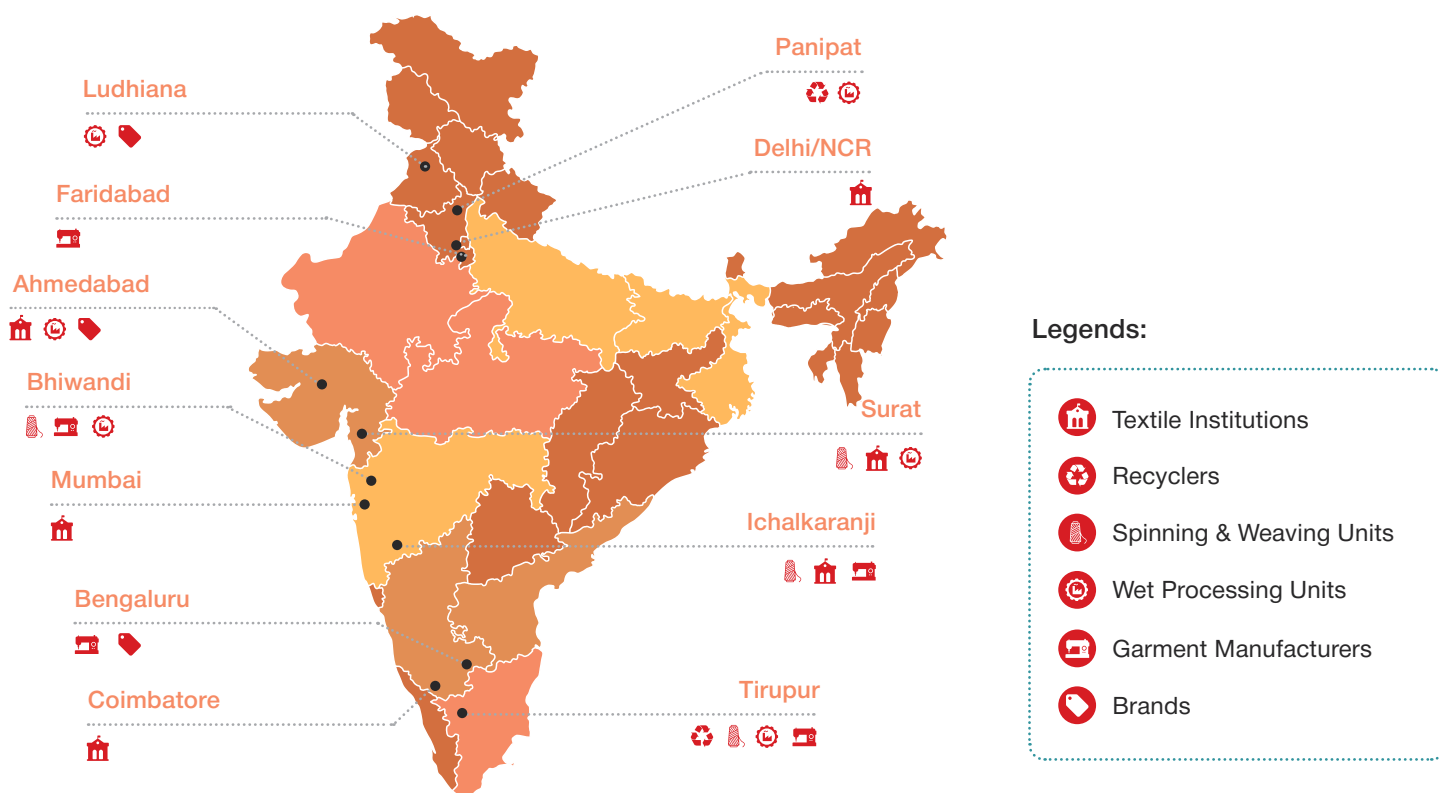 Panipat
Ludhiana
Delhi/NCR
Faridabad
Ahmedabad
Legends:
Bhiwandi
Surat
Textile Institutions
Mumbai
Recyclers
Ichalkaranji
Spinning & Weaving Units
Bengaluru
Wet Processing Units
Garment Manufacturers
Coimbatore
Tirupur
Brands